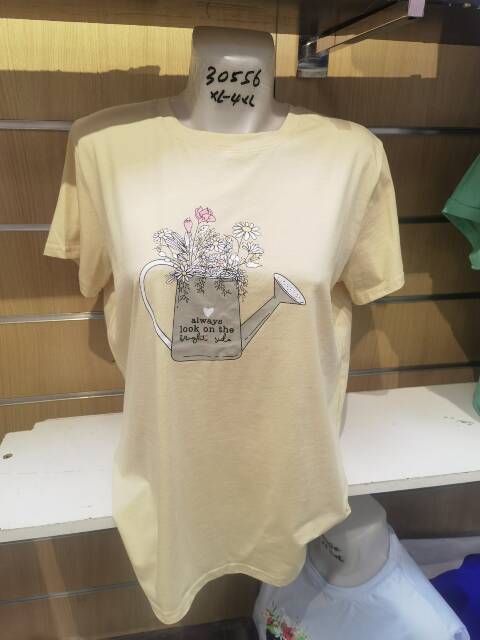 30556
XL-4XL
always
look on the
bright side